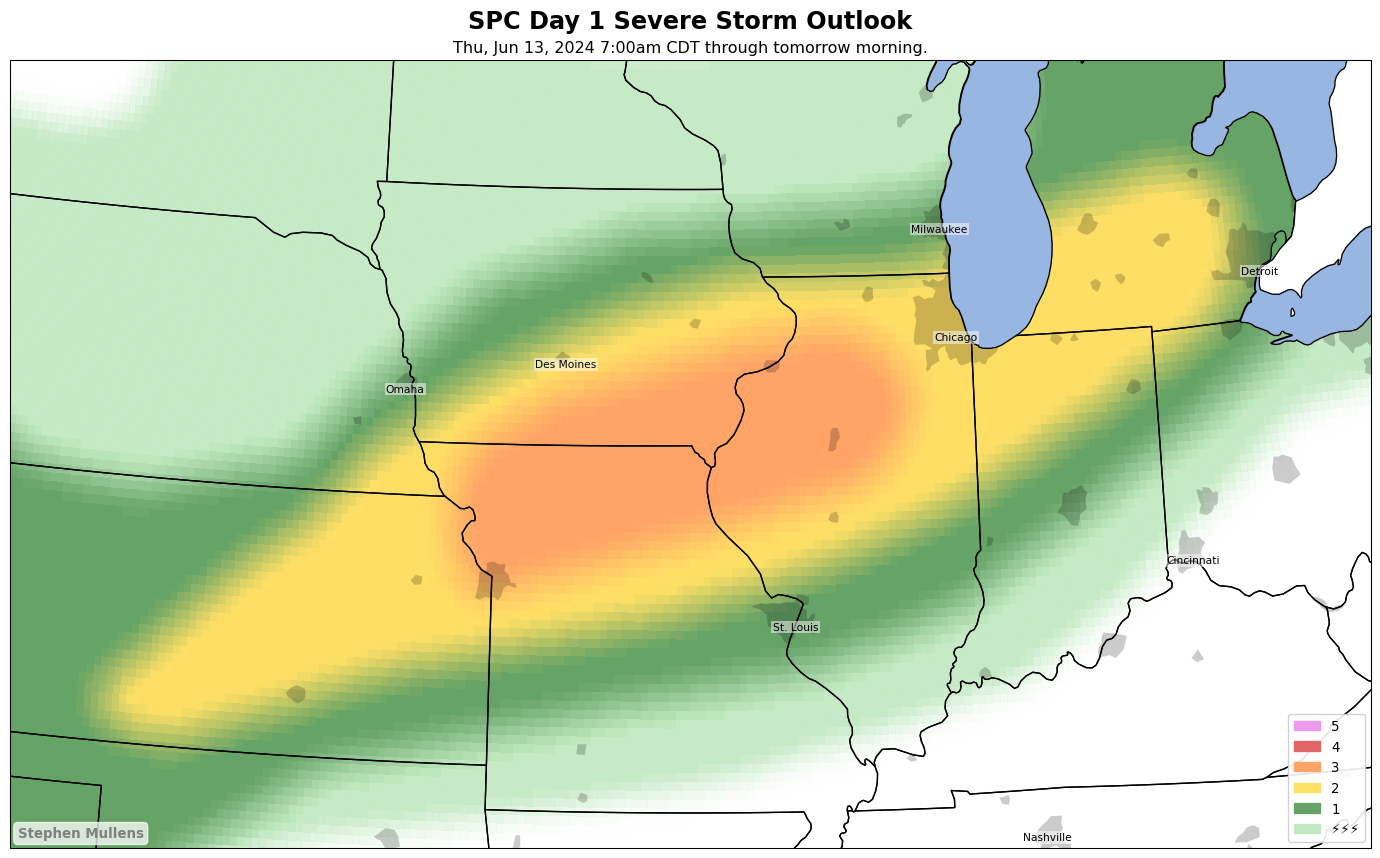 SPC Day 1 Severe Storm Outlook
Thu, Jun 13, 2024 7:00am CDT through tomorrow morning.
Milwaukee
Detroit
Chicago
Des Moines
Omaha
Cincinnati
St. Louis
5
4
3
2
1
⚡⚡⚡
Stephen Mullens
Nashville